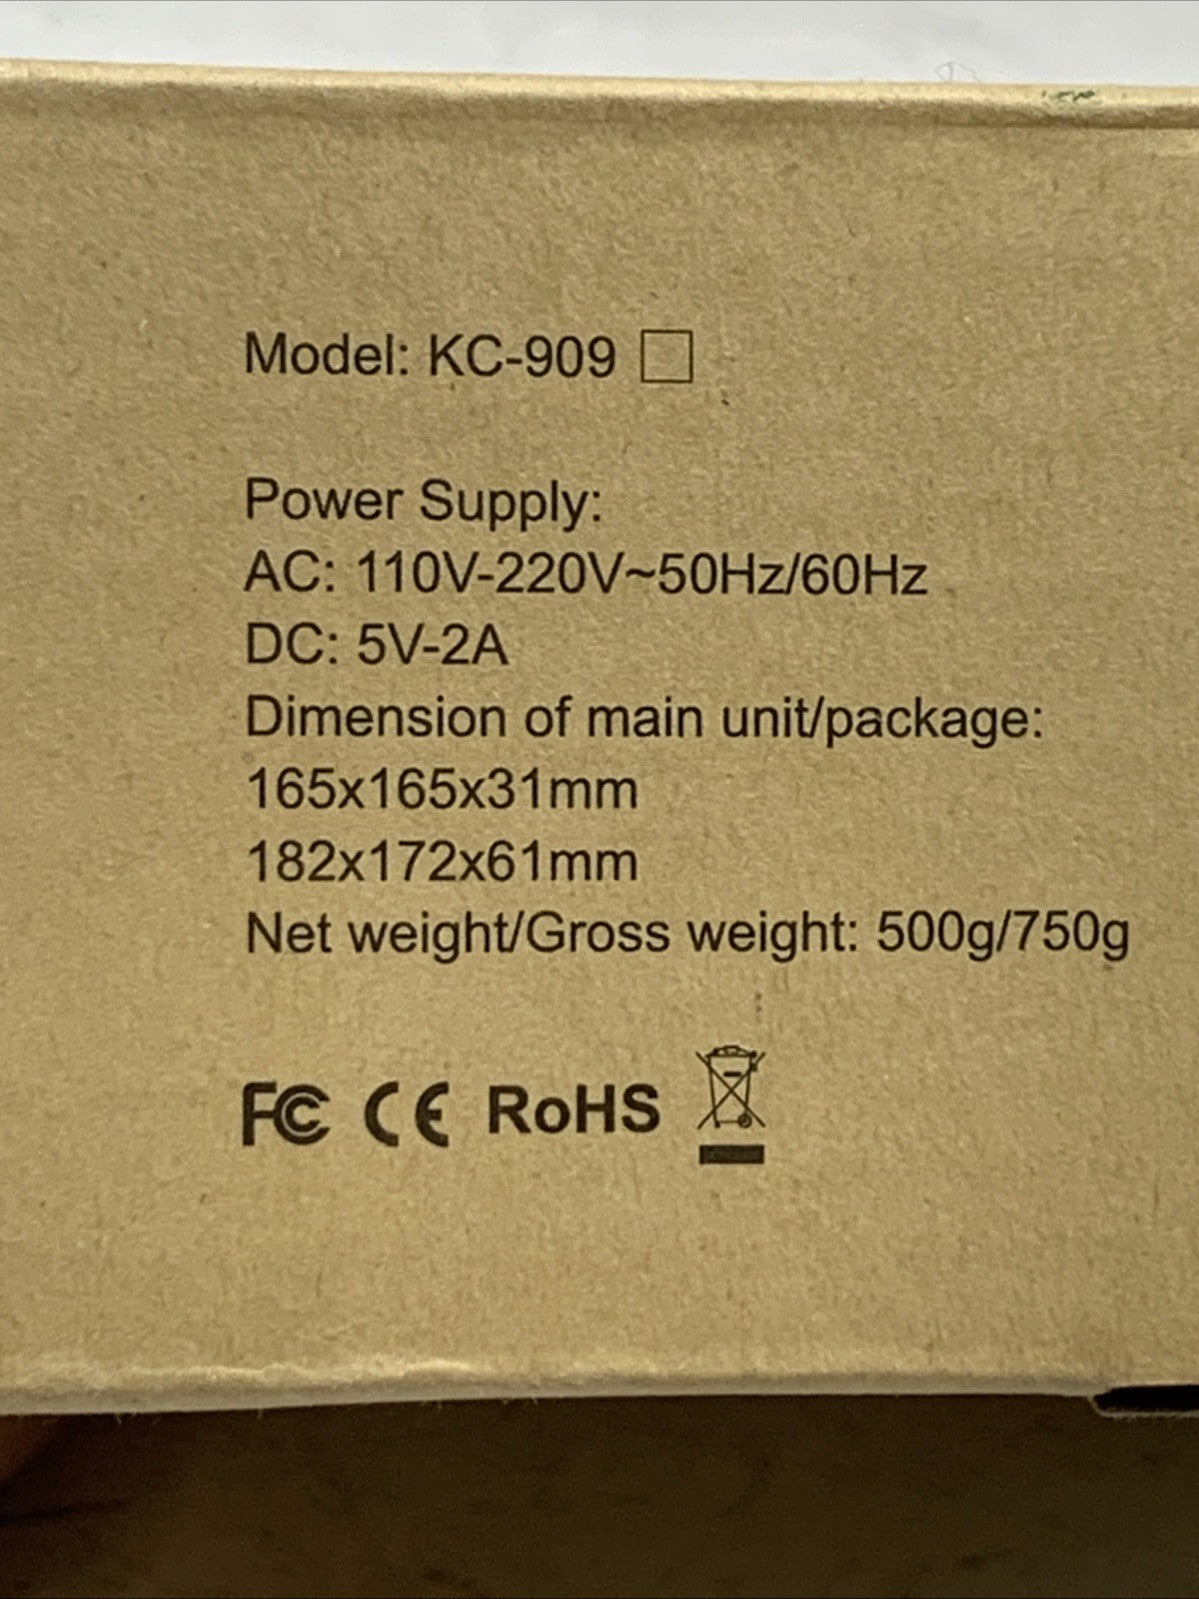 Model: KC-909 □
Power Supply:
AC: 110V-220V~50Hz/60Hz
DC: 5V-2A
Dimension of main unit/package:
165x165x31mm
182x172x61mm
Net weight/Gross weight: 500g/750g
FC CE RoHS